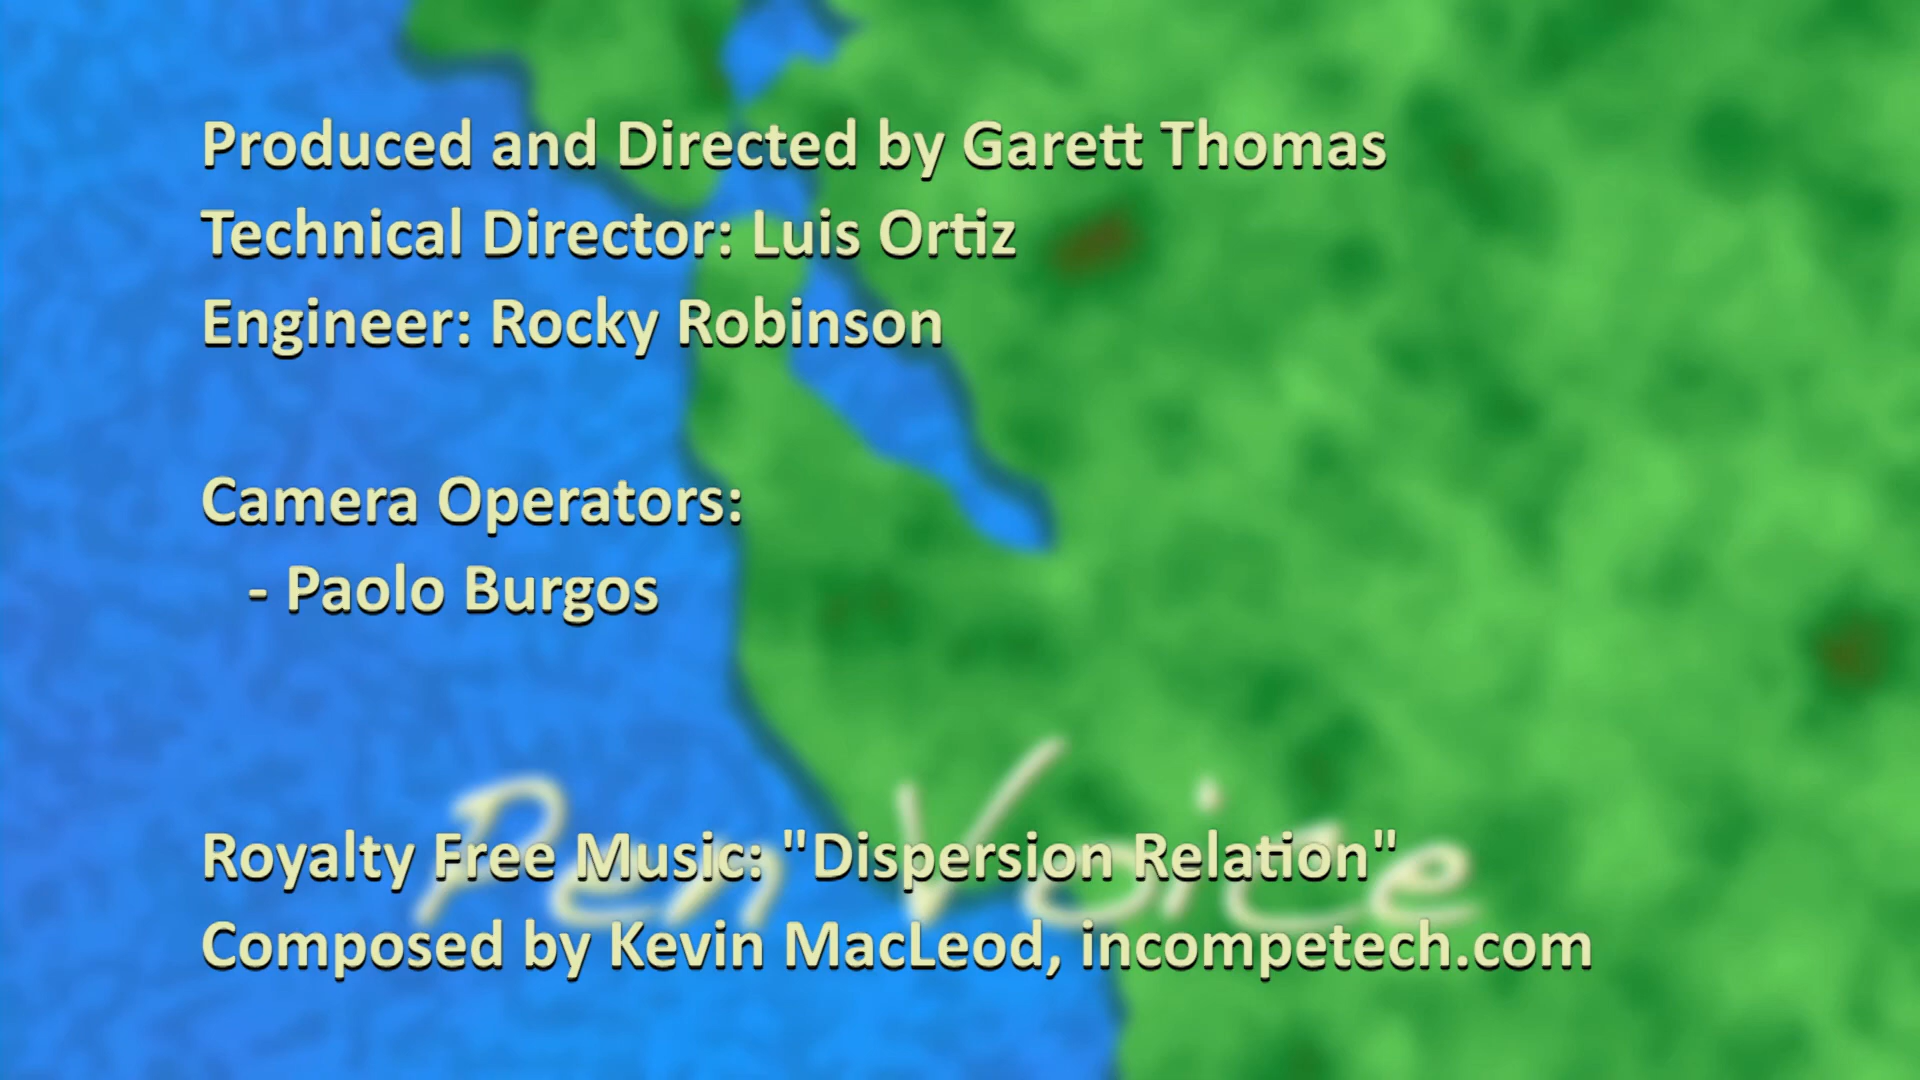 Produced and Directed by Garett Thomas
Technical Director: Luis Ortiz
Engineer: Rocky Robinson
Camera Operators:
- Paolo Burgos
Pen Voice
Royalty Free Music: "Dispersion Relation"
Composed by Kevin MacLeod, incompetech.com